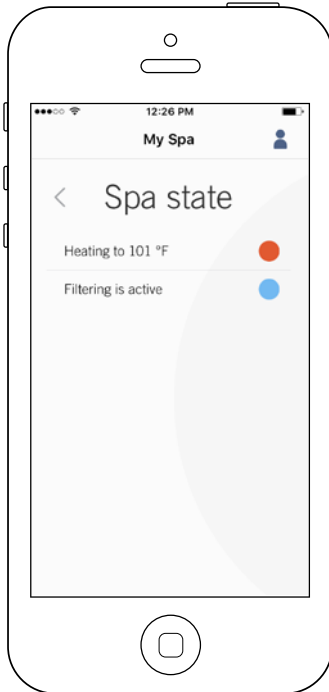 12:26 PM
My Spa
Spa state
Heating to 101 °F
Filtering is active